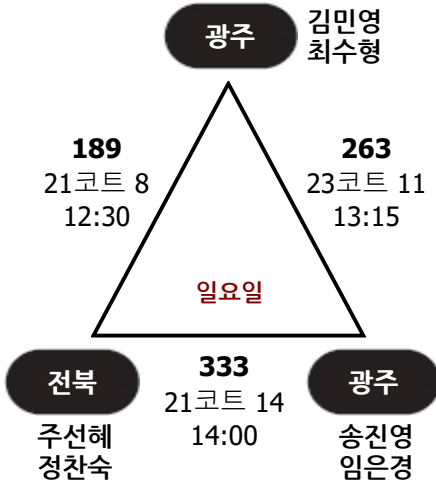 광주
김민영
최수형
189
21코트 8
12:30
263
23코트 11
13:15
일요일
전북
주선혜
정찬숙
333
21코트 14
14:00
광주
송진영
임은경